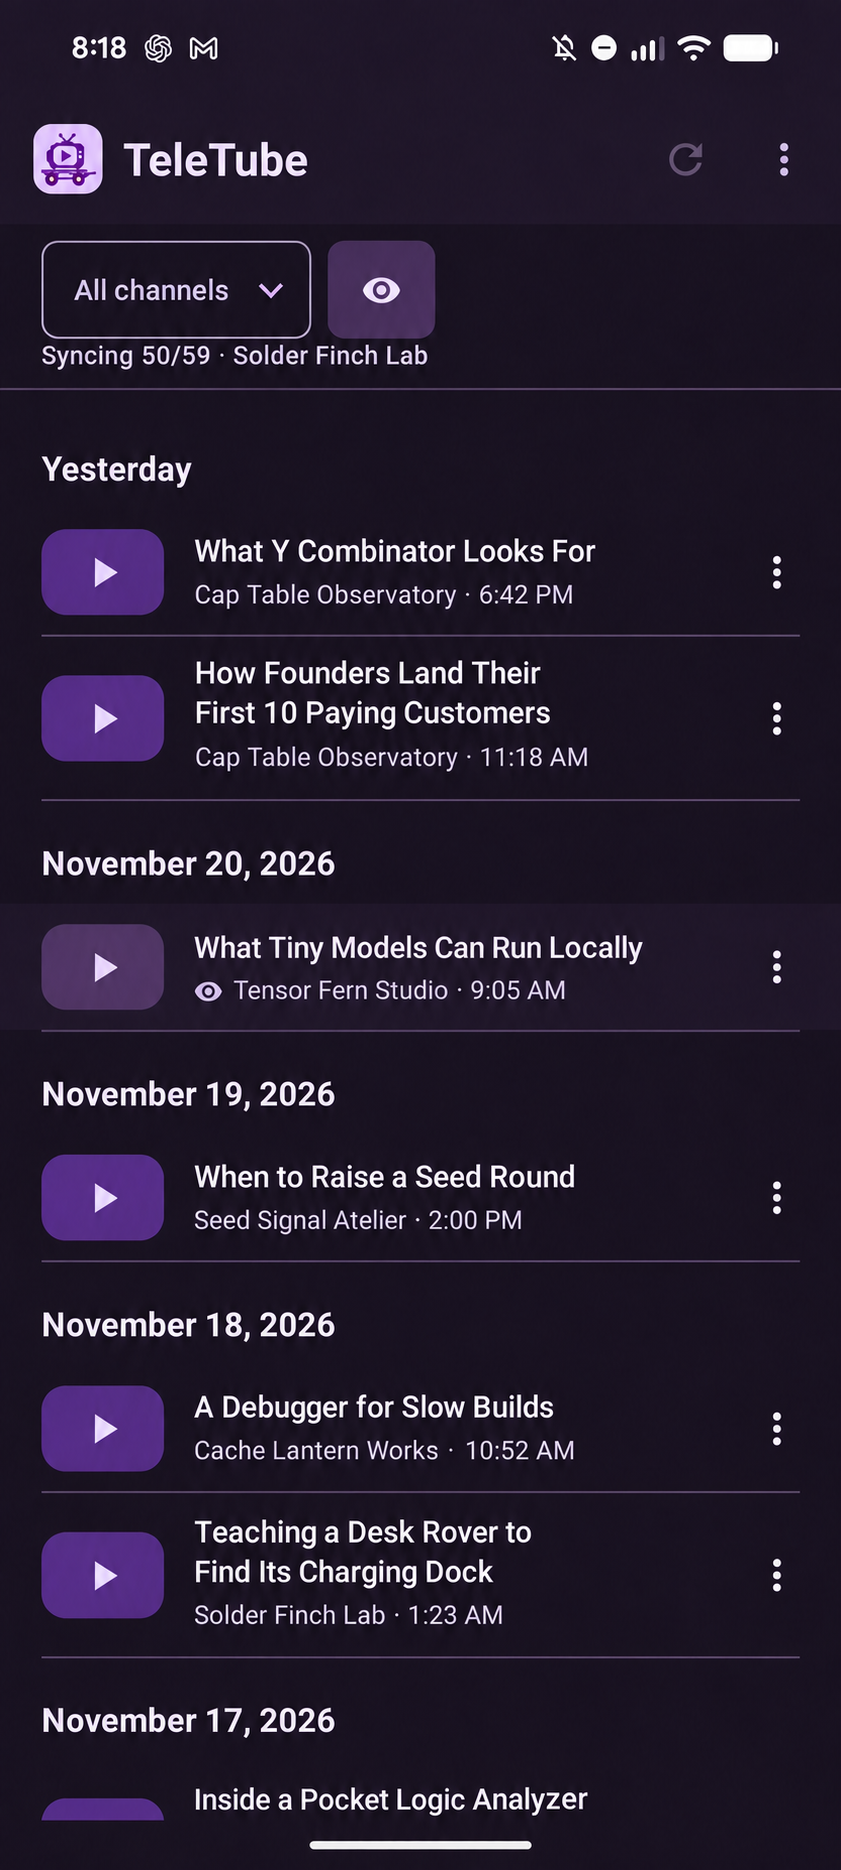 8:18
TeleTube
All channels
Syncing 50/59 · Solder Finch Lab
Yesterday
What Y Combinator Looks For
Cap Table Observatory · 6:42 PM
How Founders Land Their
First 10 Paying Customers
Cap Table Observatory · 11:18 AM
November 20, 2026
What Tiny Models Can Run Locally
Tensor Fern Studio · 9:05 AM
November 19, 2026
When to Raise a Seed Round
Seed Signal Atelier · 2:00 PM
November 18, 2026
A Debugger for Slow Builds
Cache Lantern Works · 10:52 AM
Teaching a Desk Rover to
Find Its Charging Dock
Solder Finch Lab · 1:23 AM
November 17, 2026
Inside a Pocket Logic Analyzer